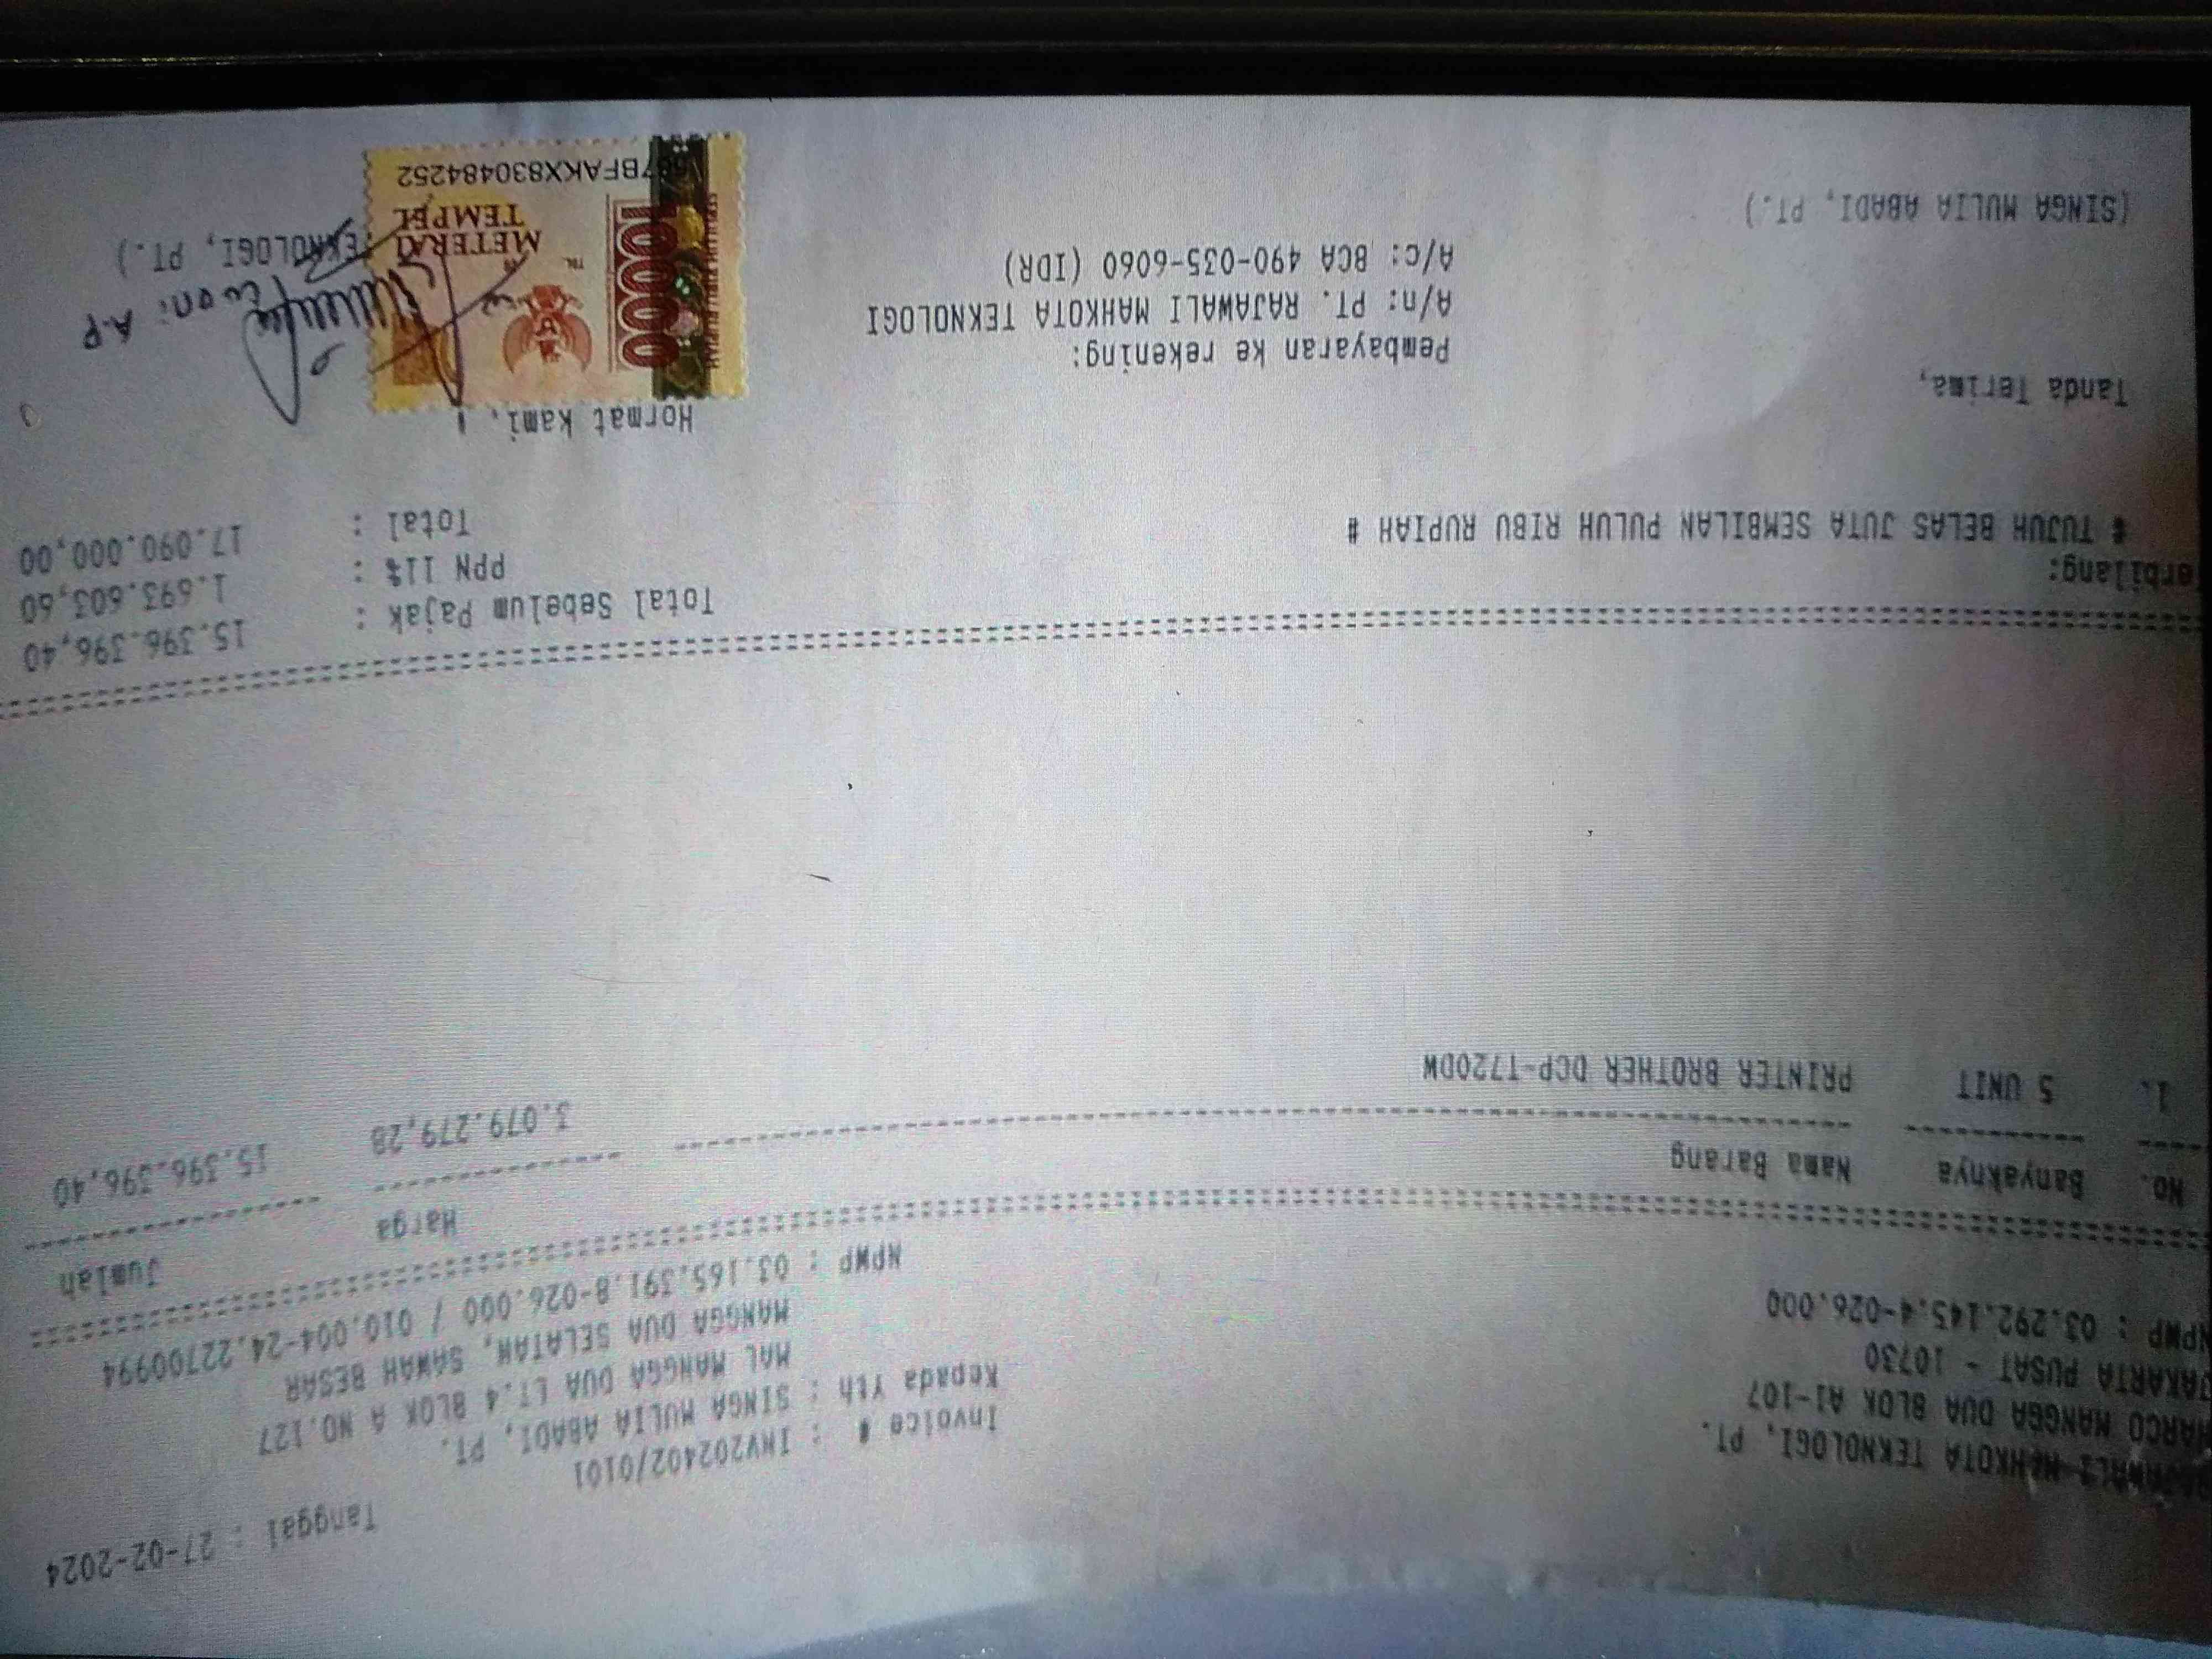 Tanggal : 27-02-2024
RAJAWALI MAHKOTA TEKNOLOGI, PT.
HARCO MANGGA DUA BLOK A1-107
JAKARTA PUSAT - 10730
NPWP : 03.292.145.4-026.000
Invoice # : INV202402/0101
Kepada Yth : SINGA MULIA ABADI, PT.
MAL MANGGA DUA LT.4 BLOK A NO.127
MANGGA DUA SELATAN, SAWAH BESAR
NPWP : 03.165.391.8-026.000 / 010.004-24.22700994
NO. Banyaknya Nama Barang Harga Jumlah
1. 5 UNIT PRINTER BROTHER DCP-T720DW 3.079.279,28 15.396.396,40
Terbilang:
# TUJUH BELAS JUTA SEMBILAN PULUH RIBU RUPIAH #
Total Sebelum Pajak : 15.396.396,40
PPN 11% : 1.693.603,60
Total : 17.090.000,00
Tanda Terima,
(SINGA MULIA ABADI, PT.)
Pembayaran ke rekening:
A/n: PT. RAJAWALI MAHKOTA TEKNOLOGI
A/c: BCA 490-035-6060 (IDR)
Hormat kami,
10000
METERAI
TEMPEL
BFAKX830484252
A.P
TEKNOLOGI, PT.)